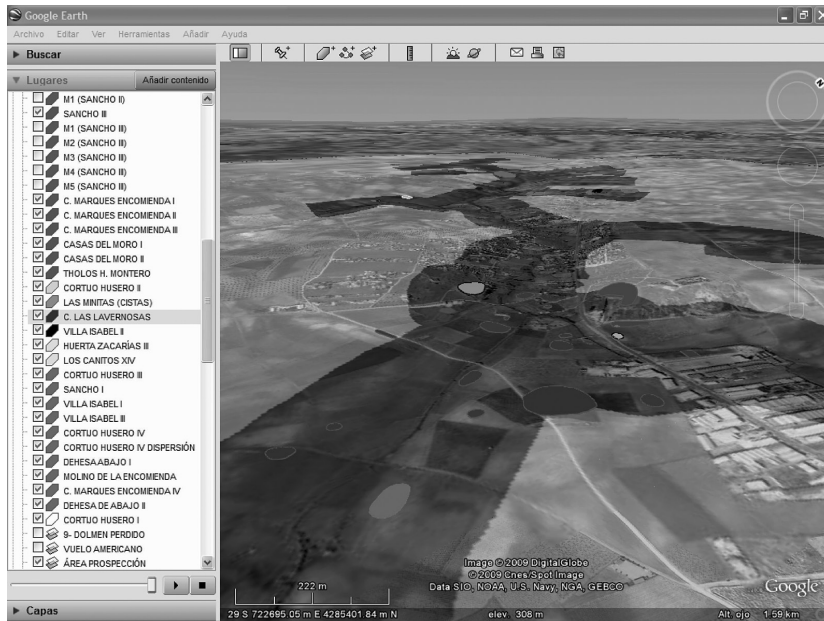 Google Earth
Archivo Editar Ver Herramientas Añadir Ayuda
Buscar
Lugares
Añadir contenido
M1 (SANCHO II)
SANCHO III
M1 (SANCHO III)
M2 (SANCHO III)
M3 (SANCHO III)
M4 (SANCHO III)
M5 (SANCHO III)
C. MARQUES ENCOMIENDA I
C. MARQUES ENCOMIENDA II
C. MARQUES ENCOMIENDA III
CASAS DEL MORO I
CASAS DEL MORO II
THOLOS H. MONTERO
CORTIJO HUSERO II
LAS MINITAS (CISTAS)
C. LAS LAVERNOSAS
VILLA ISABEL II
HUERTA ZACARÍAS III
LOS CANITOS XIV
CORTIJO HUSERO III
SANCHO I
VILLA ISABEL I
VILLA ISABEL III
CORTIJO HUSERO IV
CORTIJO HUSERO IV DISPERSIÓN
DEHESA ABAJO I
MOLINO DE LA ENCOMIENDA
C. MARQUES ENCOMIENDA IV
DEHESA DE ABAJO II
CORTIJO HUSERO I
9- DOLMEN PERDIDO
VUELO AMERICANO
ÁREA PROSPECCIÓN
Capas
N
Image © 2009 DigitalGlobe
© 2009 Cnes/Spot Image
Data SIO, NOAA, U.S. Navy, NGA, GEBCO
222 m
Google
29 S 722695.05 m E 4285401.84 m N
elev. 308 m
Alt. ojo 1.59 km